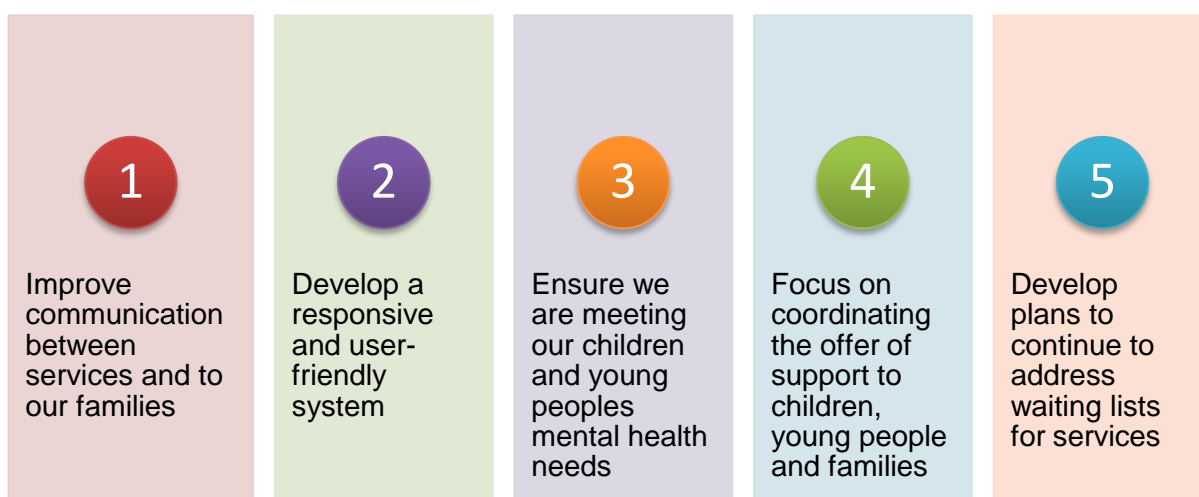 1
Improve
communication
between
services and to
our families
2
Develop a
responsive
and user-
friendly
system
3
Ensure we
are meeting
our children
and young
peoples
mental health
needs
4
Focus on
coordinating
the offer of
support to
children,
young people
and families
5
Develop
plans to
continue to
address
waiting lists
for services